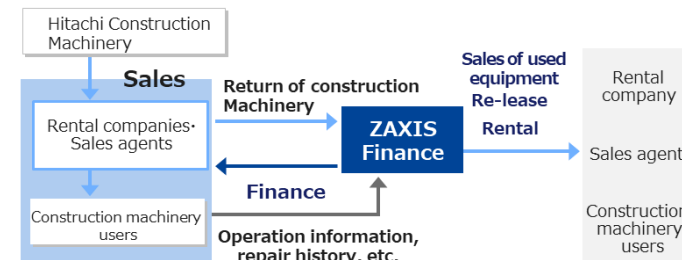 Hitachi Construction
Machinery
Sales
Rental companies・
Sales agents
Construction machinery
users
Return of construction
Machinery
Finance
Operation information,
repair history, etc.
ZAXIS
Finance
Sales of used
equipment
Re-lease
Rental
Rental
company
Sales agent
Construction
machinery
users